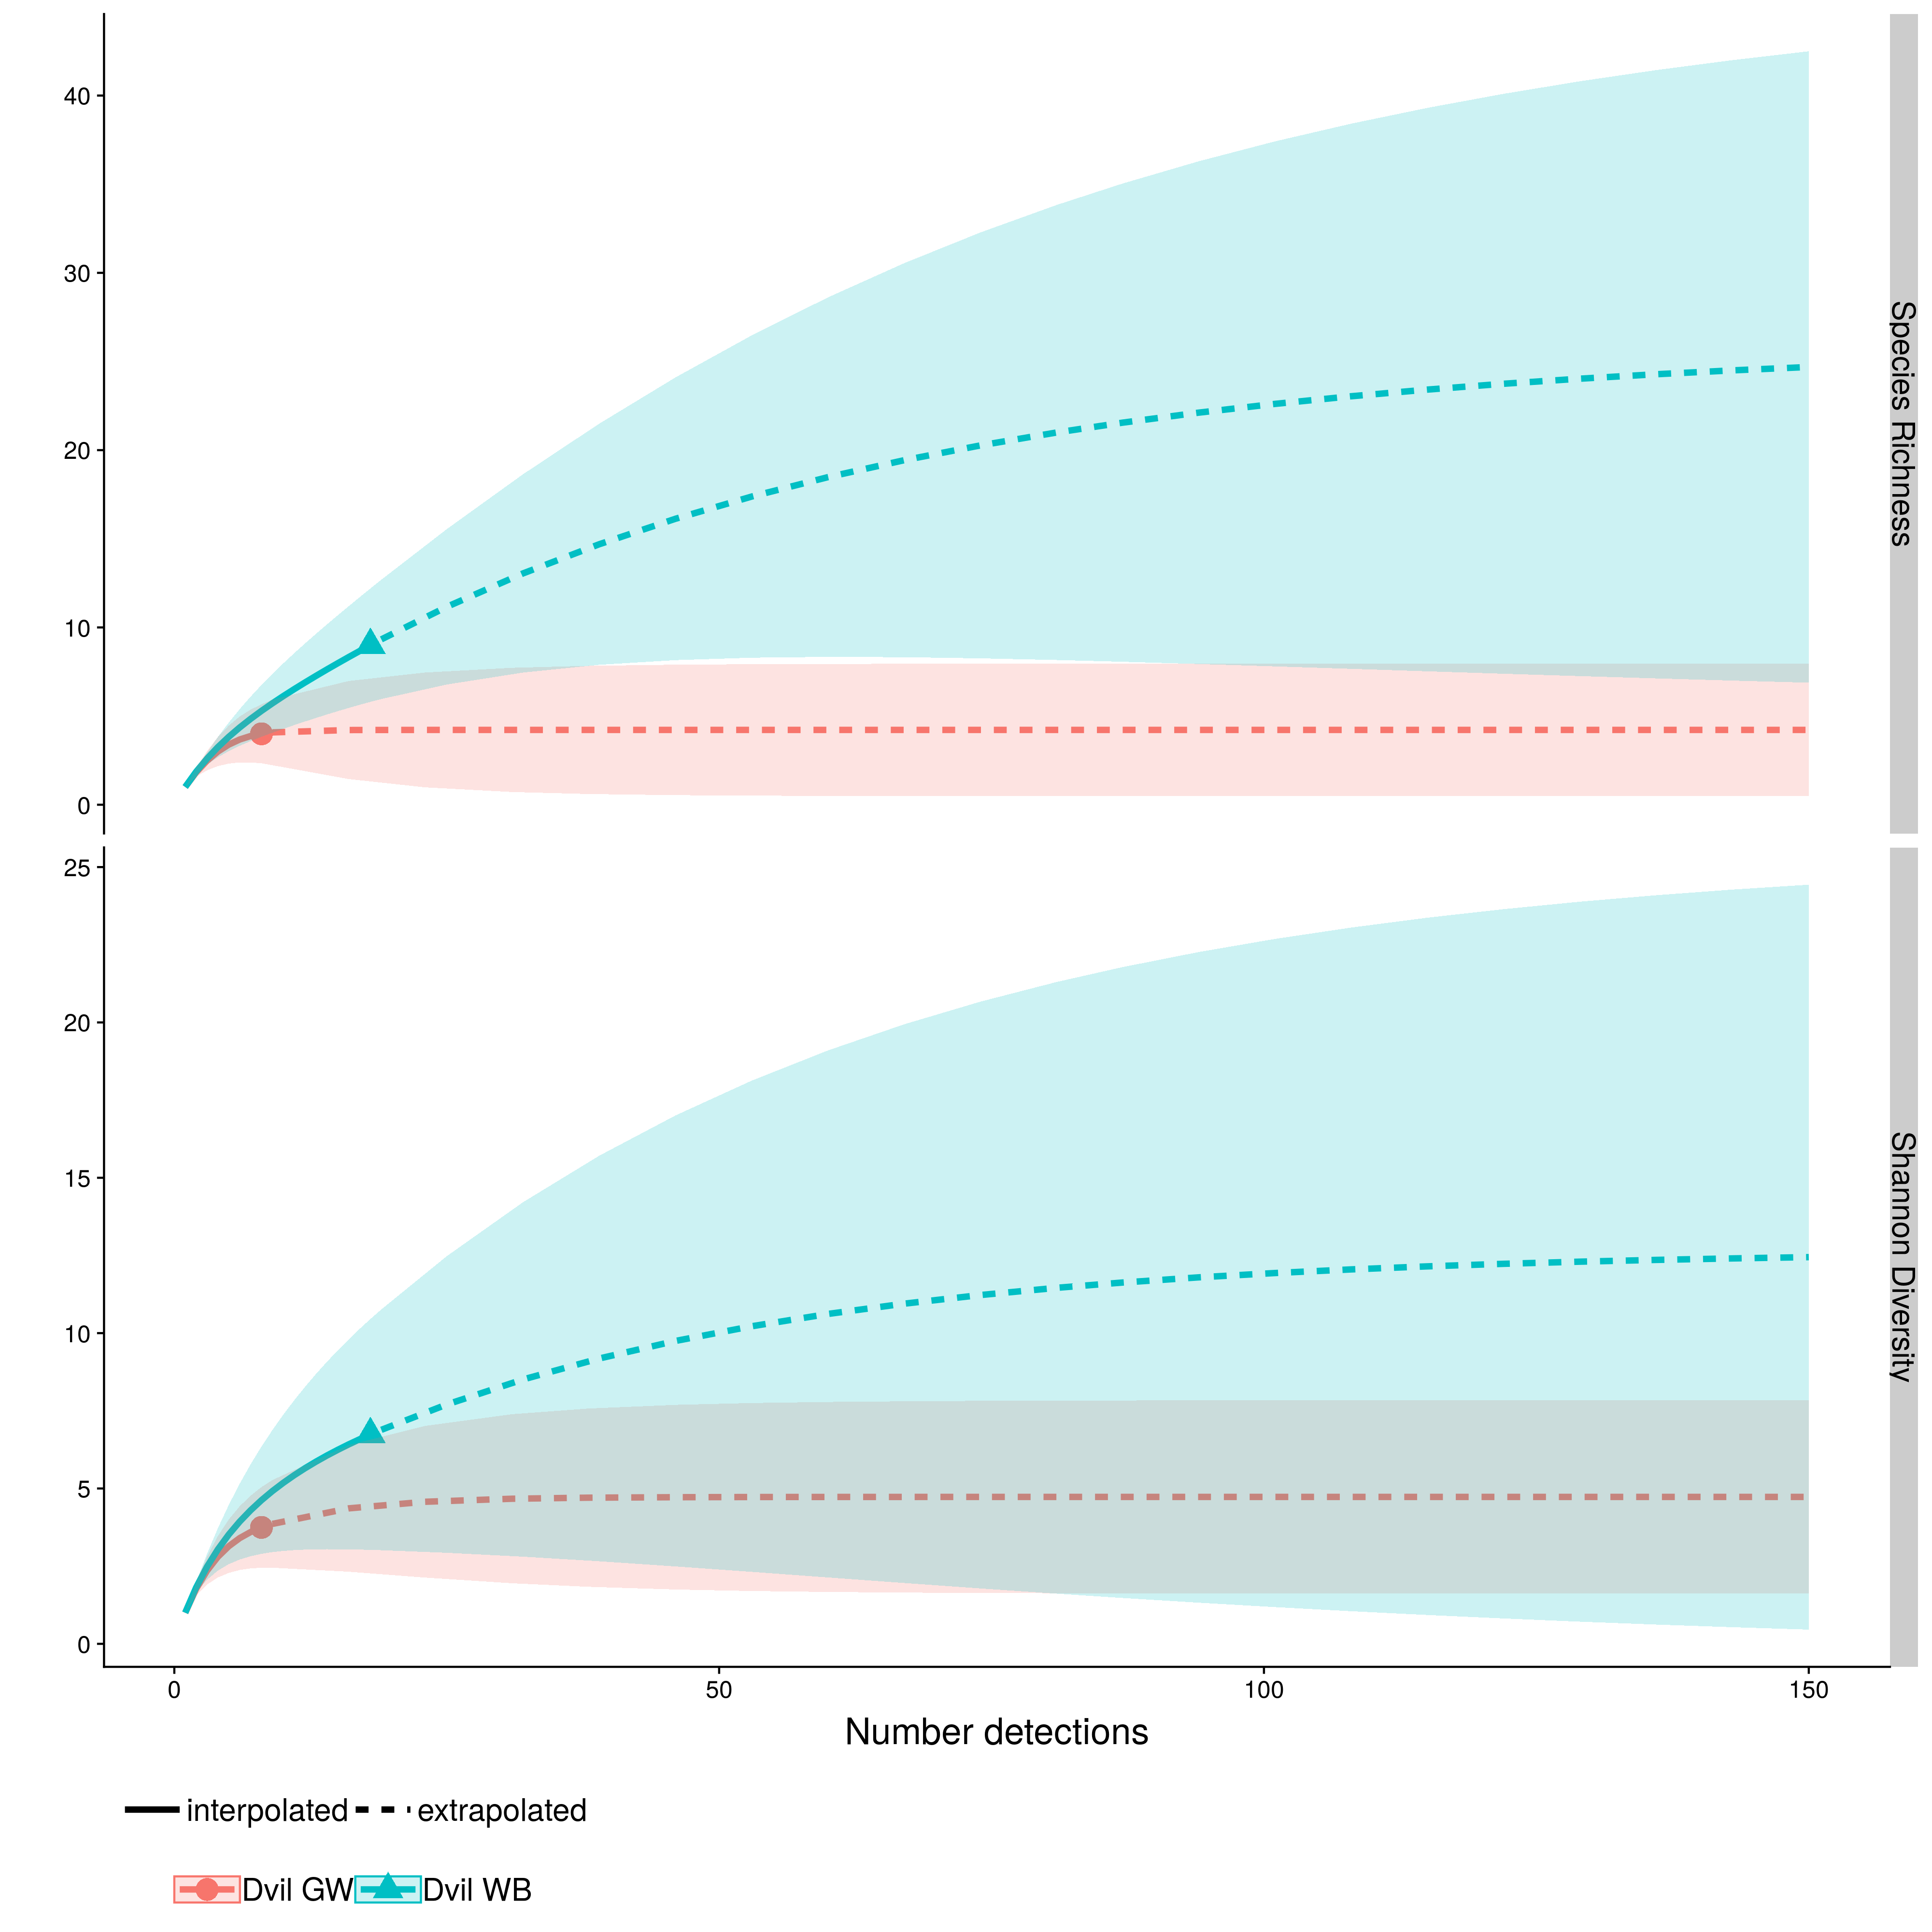 40
30
20
10
0
Species Richness
25
20
15
10
5
0
Shannon Diversity
0 50 100 150
Number detections
interpolated extrapolated
Dvil GW Dvil WB